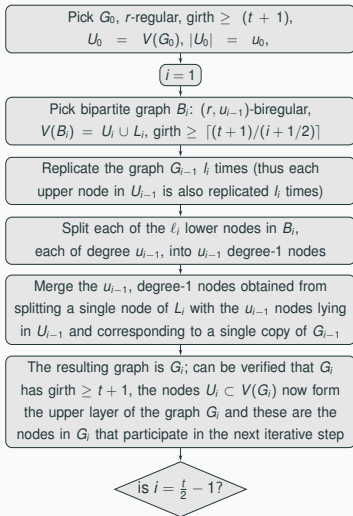 Pick G₀, r-regular, girth ≥ (t + 1),
U₀ = V(G₀), |U₀| = u₀,
i = 1
Pick bipartite graph Bᵢ: (r, uᵢ₋₁)-biregular,
V(Bᵢ) = Uᵢ ∪ Lᵢ, girth ≥ ⌈(t + 1)/(i + 1/2)⌉
Replicate the graph Gᵢ₋₁ lᵢ times (thus each
upper node in Uᵢ₋₁ is also replicated lᵢ times)
Split each of the ℓᵢ lower nodes in Bᵢ,
each of degree uᵢ₋₁, into uᵢ₋₁ degree-1 nodes
Merge the uᵢ₋₁, degree-1 nodes obtained from
splitting a single node of Lᵢ with the uᵢ₋₁ nodes lying
in Uᵢ₋₁ and corresponding to a single copy of Gᵢ₋₁
The resulting graph is Gᵢ; can be verified that Gᵢ
has girth ≥ t + 1, the nodes Uᵢ ⊂ V(Gᵢ) now form
the upper layer of the graph Gᵢ and these are the
nodes in Gᵢ that participate in the next iterative step
is i = t/2 − 1?